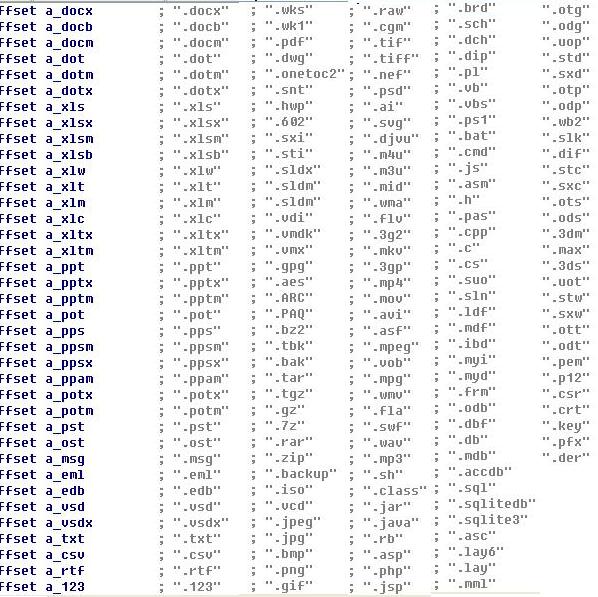 ffset a_docx ; ".docx"
ffset a_docb ; ".docb"
ffset a_docm ; ".docm"
ffset a_dot ; ".dot"
ffset a_dotm ; ".dotm"
ffset a_dotx ; ".dotx"
ffset a_xls ; ".xls"
ffset a_xlsx ; ".xlsx"
ffset a_xlsm ; ".xlsm"
ffset a_xlsb ; ".xlsb"
ffset a_xlw ; ".xlw"
ffset a_xlt ; ".xlt"
ffset a_xlm ; ".xlm"
ffset a_xlc ; ".xlc"
ffset a_xltx ; ".xltx"
ffset a_xltm ; ".xltm"
ffset a_ppt ; ".ppt"
ffset a_pptx ; ".pptx"
ffset a_pptm ; ".pptm"
ffset a_pot ; ".pot"
ffset a_pps ; ".pps"
ffset a_ppsm ; ".ppsm"
ffset a_ppsx ; ".ppsx"
ffset a_ppam ; ".ppam"
ffset a_potx ; ".potx"
ffset a_potm ; ".potm"
ffset a_pst ; ".pst"
ffset a_ost ; ".ost"
ffset a_msg ; ".msg"
ffset a_eml ; ".eml"
ffset a_edb ; ".edb"
ffset a_vsd ; ".vsd"
ffset a_vsdx ; ".vsdx"
ffset a_txt ; ".txt"
ffset a_csv ; ".csv"
ffset a_rtf ; ".rtf"
ffset a_123 ; ".123"
; ".wks"
; ".wk1"
; ".pdf"
; ".dwg"
; ".onetoc2"
; ".snt"
; ".hwp"
; ".602"
; ".sxi"
; ".sti"
; ".sldx"
; ".sldm"
; ".sldm"
; ".vdi"
; ".vmdk"
; ".vmx"
; ".gpg"
; ".aes"
; ".ARC"
; ".PAQ"
; ".bz2"
; ".tbk"
; ".bak"
; ".tar"
; ".tgz"
; ".gz"
; ".7z"
; ".rar"
; ".zip"
; ".backup"
; ".iso"
; ".vcd"
; ".jpeg"
; ".jpg"
; ".bmp"
; ".png"
; ".gif"
; ".raw"
; ".cgm"
; ".tif"
; ".tiff"
; ".nef"
; ".psd"
; ".ai"
; ".svg"
; ".djvu"
; ".m4u"
; ".m3u"
; ".mid"
; ".wma"
; ".flv"
; ".3g2"
; ".mkv"
; ".3gp"
; ".mp4"
; ".mov"
; ".avi"
; ".asf"
; ".mpeg"
; ".vob"
; ".mpg"
; ".wmv"
; ".fla"
; ".swf"
; ".wav"
; ".mp3"
; ".sh"
; ".class"
; ".jar"
; ".java"
; ".rb"
; ".asp"
; ".php"
; ".jsp"
; ".brd"
; ".sch"
; ".dch"
; ".dip"
; ".pl"
; ".vb"
; ".vbs"
; ".ps1"
; ".bat"
; ".cmd"
; ".js"
; ".asm"
; ".h"
; ".pas"
; ".cpp"
; ".c"
; ".cs"
; ".suo"
; ".sln"
; ".ldf"
; ".mdf"
; ".ibd"
; ".myi"
; ".myd"
; ".frm"
; ".odb"
; ".dbf"
; ".db"
; ".mdb"
; ".accdb"
; ".sql"
; ".sqlitedb"
; ".sqlite3"
; ".asc"
; ".lay6"
; ".lay"
; ".mml"
".otg"
".odg"
".uop"
".std"
".sxd"
".otp"
".odp"
".wb2"
".slk"
".dif"
".stc"
".sxc"
".ots"
".ods"
".3dm"
".max"
".3ds"
".uot"
".stw"
".sxw"
".ott"
".odt"
".pem"
".p12"
".csr"
".crt"
".key"
".pfx"
".der"